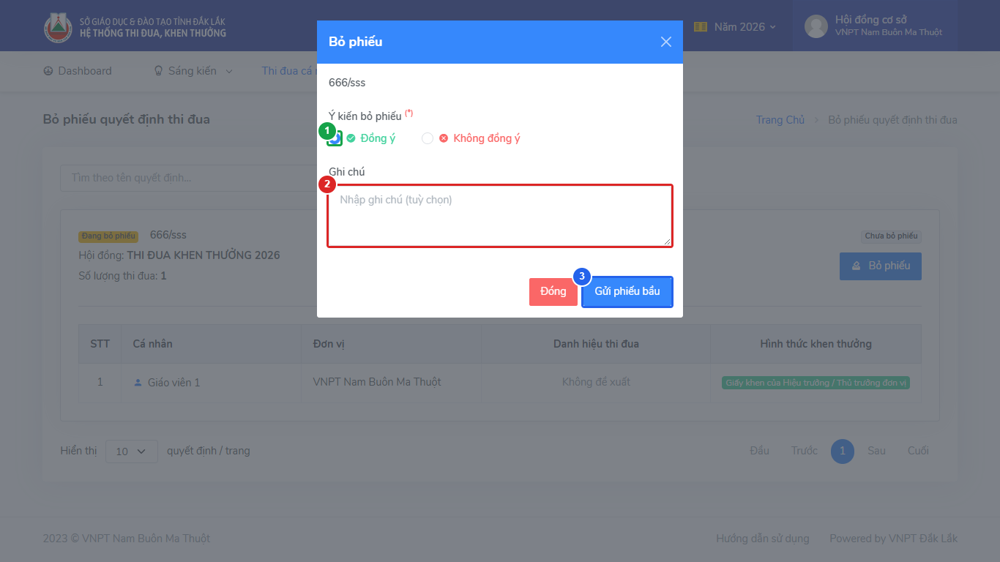 SỞ GIÁO DỤC & ĐÀO TẠO TỈNH ĐẮK LẮK
HỆ THỐNG THI ĐUA, KHEN THƯỞNG
Năm 2026
Hội đồng cơ sở
VNPT Nam Buôn Ma Thuột
Dashboard
Sáng kiến
Thi đua cá
Bỏ phiếu quyết định thi đua
Trang Chủ
Bỏ phiếu quyết định thi đua
Bỏ phiếu
666/sss
Ý kiến bỏ phiếu (*)
1
Đồng ý
Không đồng ý
Ghi chú
2
Nhập ghi chú (tuỳ chọn)
3
Đóng
Gửi phiếu bầu
Tìm theo tên quyết định...
Đang bỏ phiếu
666/sss
Chưa bỏ phiếu
Hội đồng: THI ĐUA KHEN THƯỞNG 2026
Số lượng thi đua: 1
Bỏ phiếu
STT
Cá nhân
Đơn vị
Danh hiệu thi đua
Hình thức khen thưởng
1
Giáo viên 1
VNPT Nam Buôn Ma Thuột
Không đề xuất
Giấy khen của Hiệu trưởng / Thủ trưởng đơn vị
Hiển thị
10
quyết định / trang
Đầu
Trước
1
Sau
Cuối
2023 © VNPT Nam Buôn Ma Thuột
Hướng dẫn sử dụng
Powered by VNPT Đắk Lắk